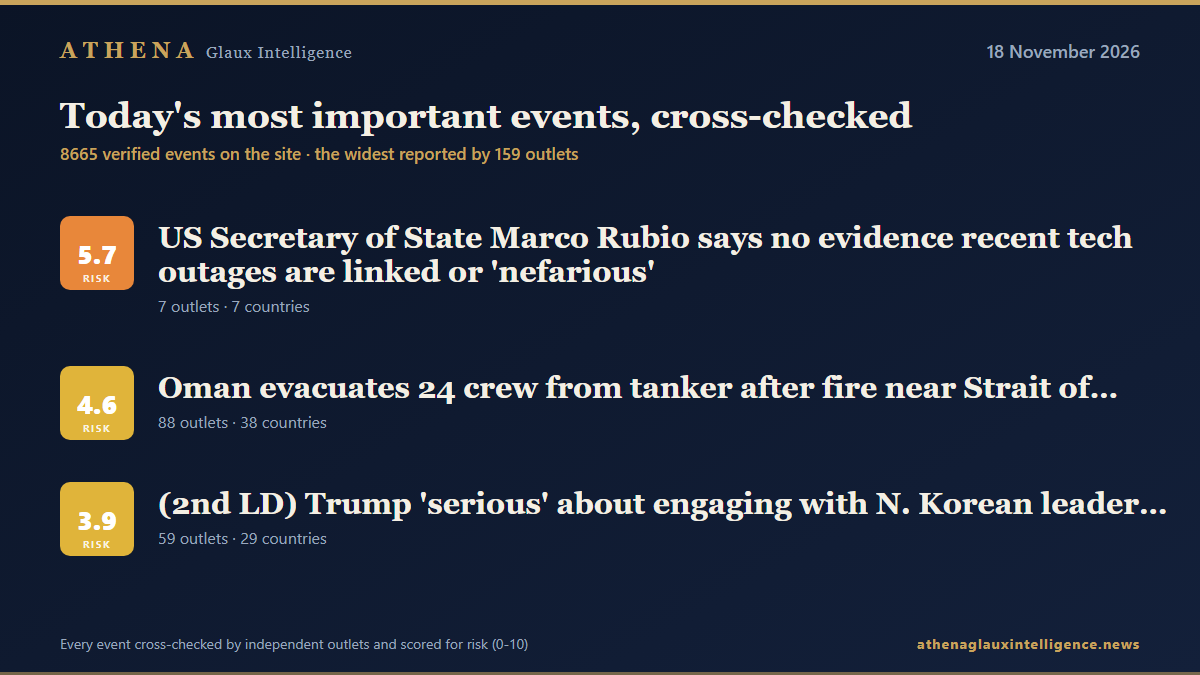 ATHENA Glaux Intelligence
18 November 2026
Today's most important events, cross-checked
8665 verified events on the site · the widest reported by 159 outlets
5.7
RISK
US Secretary of State Marco Rubio says no evidence recent tech
outages are linked or 'nefarious'
7 outlets · 7 countries
4.6
RISK
Oman evacuates 24 crew from tanker after fire near Strait of...
88 outlets · 38 countries
3.9
RISK
(2nd LD) Trump 'serious' about engaging with N. Korean leader...
59 outlets · 29 countries
Every event cross-checked by independent outlets and scored for risk (0-10)
athenaglauxintelligence.news